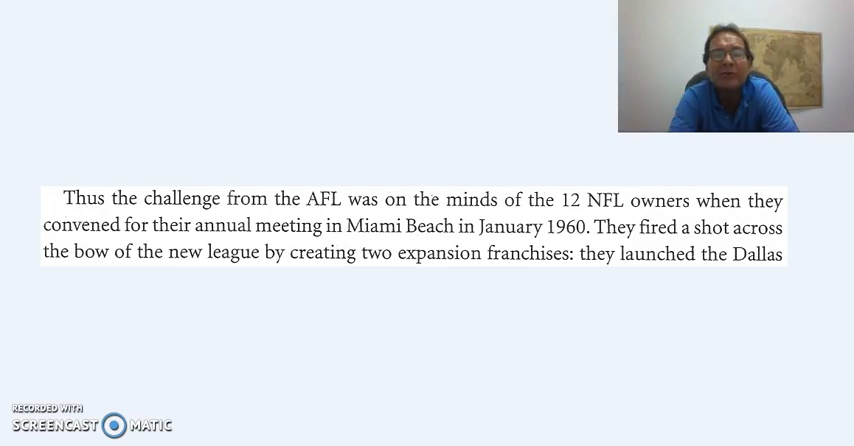 Thus the challenge from the AFL was on the minds of the 12 NFL owners when they
convened for their annual meeting in Miami Beach in January 1960. They fired a shot across
the bow of the new league by creating two expansion franchises: they launched the Dallas
RECORDED WITH
SCREENCAST MATIC